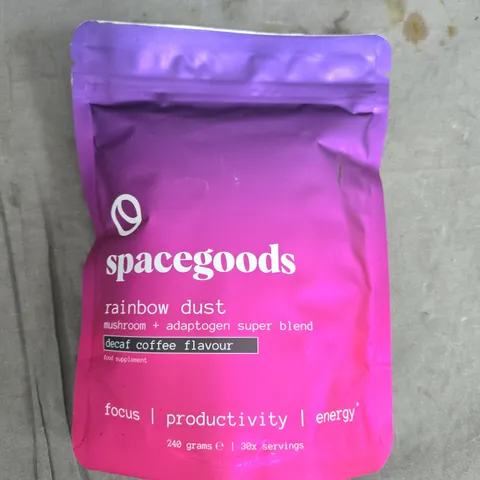 spacegoods
rainbow dust
mushroom + adaptogen super blend
decaf coffee flavour
food supplement
focus | productivity | energy*
240 grams ℮ | 30x servings